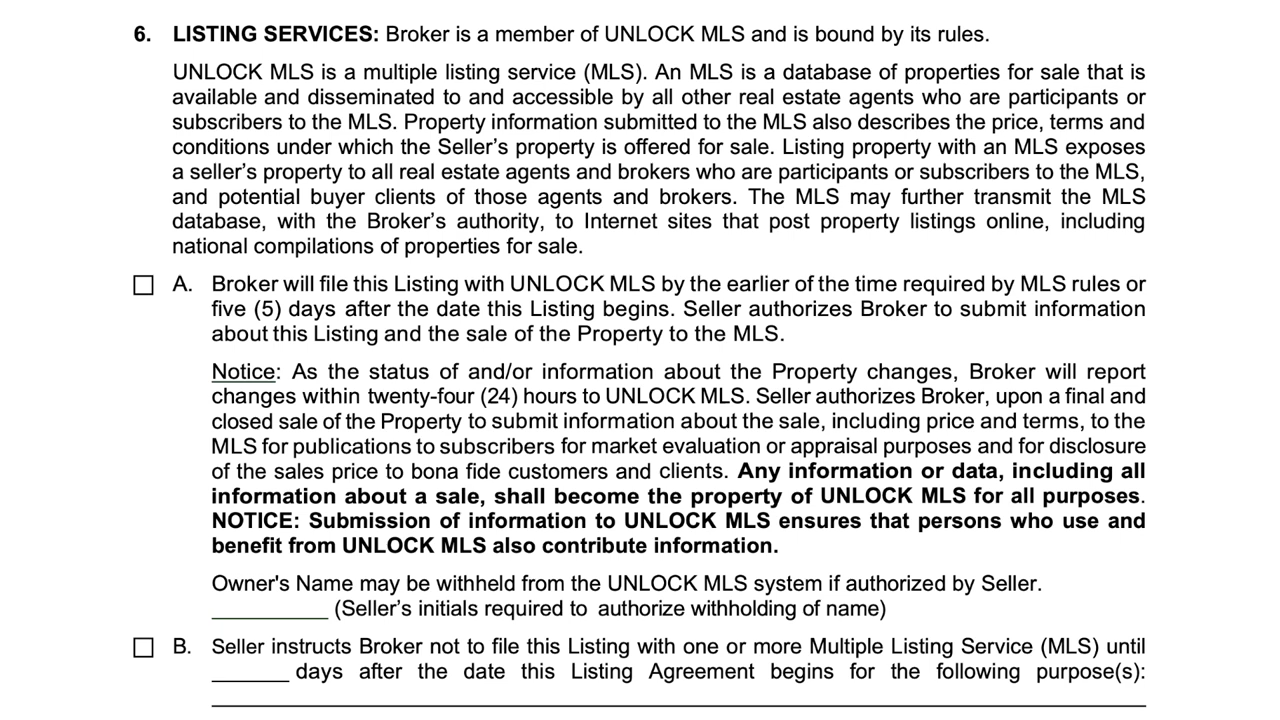 6. LISTING SERVICES: Broker is a member of UNLOCK MLS and is bound by its rules.
UNLOCK MLS is a multiple listing service (MLS). An MLS is a database of properties for sale that is
available and disseminated to and accessible by all other real estate agents who are participants or
subscribers to the MLS. Property information submitted to the MLS also describes the price, terms and
conditions under which the Seller’s property is offered for sale. Listing property with an MLS exposes
a seller’s property to all real estate agents and brokers who are participants or subscribers to the MLS,
and potential buyer clients of those agents and brokers. The MLS may further transmit the MLS
database, with the Broker’s authority, to Internet sites that post property listings online, including
national compilations of properties for sale.
☐ A. Broker will file this Listing with UNLOCK MLS by the earlier of the time required by MLS rules or
five (5) days after the date this Listing begins. Seller authorizes Broker to submit information
about this Listing and the sale of the Property to the MLS.
Notice: As the status of and/or information about the Property changes, Broker will report
changes within twenty-four (24) hours to UNLOCK MLS. Seller authorizes Broker, upon a final and
closed sale of the Property to submit information about the sale, including price and terms, to the
MLS for publications to subscribers for market evaluation or appraisal purposes and for disclosure
of the sales price to bona fide customers and clients. Any information or data, including all
information about a sale, shall become the property of UNLOCK MLS for all purposes.
NOTICE: Submission of information to UNLOCK MLS ensures that persons who use and
benefit from UNLOCK MLS also contribute information.
Owner's Name may be withheld from the UNLOCK MLS system if authorized by Seller.
___________ (Seller’s initials required to authorize withholding of name)
☐ B. Seller instructs Broker not to file this Listing with one or more Multiple Listing Service (MLS) until
_______ days after the date this Listing Agreement begins for the following purpose(s):